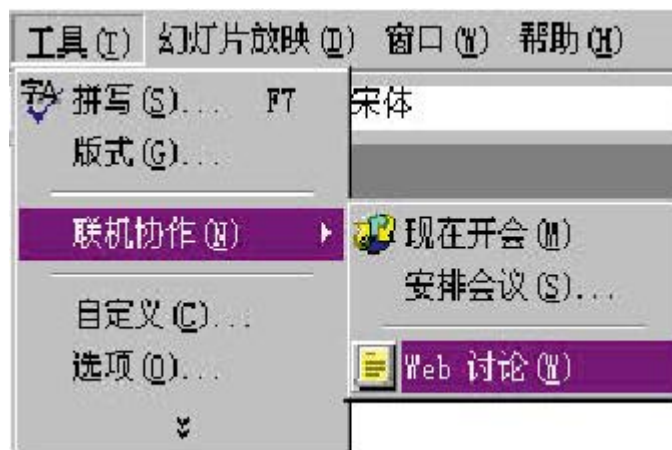 工具(T) 幻灯片放映(D) 窗口(W) 帮助(H)
拼写(S)... F7
宋体
版式(G)...
联机协作(N)
现在开会(M)
安排会议(S)...
自定义(C)...
选项(O)...
Web 讨论(W)